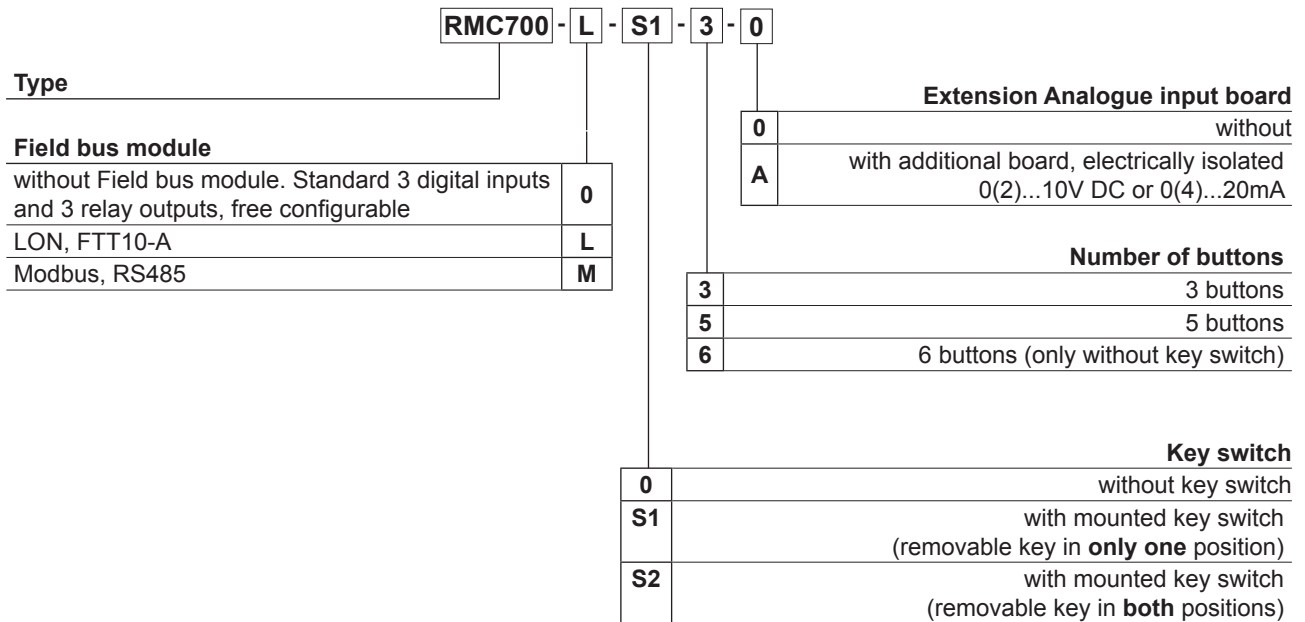 RMC700 - L - S1 - 3 - 0
Type
Field bus module
without Field bus module. Standard 3 digital inputs
and 3 relay outputs, free configurable 0
LON, FTT10-A L
Modbus, RS485 M
Extension Analogue input board
0 without
A with additional board, electrically isolated
0(2)...10V DC or 0(4)...20mA
Number of buttons
3 3 buttons
5 5 buttons
6 6 buttons (only without key switch)
Key switch
0 without key switch
S1 with mounted key switch
(removable key in only one position)
S2 with mounted key switch
(removable key in both positions)